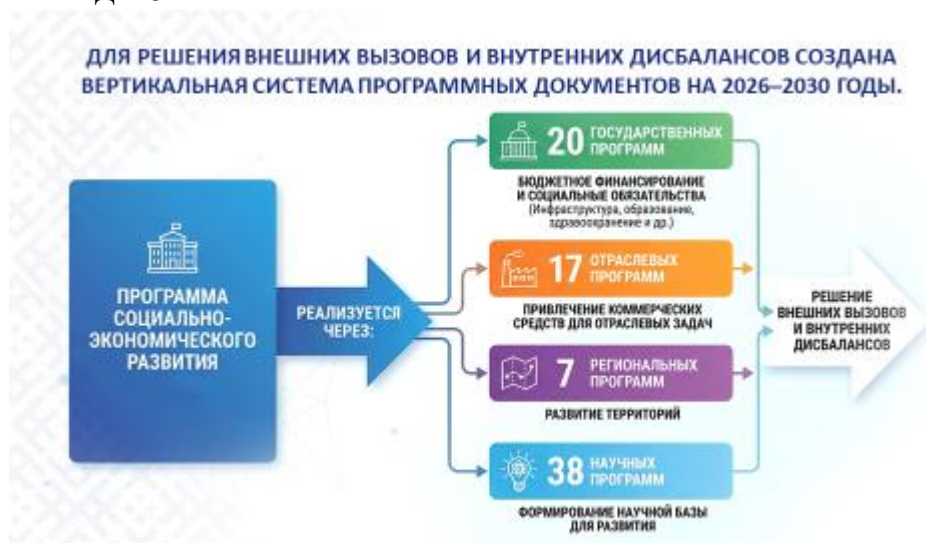 ДЛЯ РЕШЕНИЯ ВНЕШНИХ ВЫЗОВОВ И ВНУТРЕННИХ ДИСБАЛАНСОВ СОЗДАНА
ВЕРТИКАЛЬНАЯ СИСТЕМА ПРОГРАММНЫХ ДОКУМЕНТОВ НА 2026–2030 ГОДЫ.
ПРОГРАММА
СОЦИАЛЬНО-
ЭКОНОМИЧЕСКОГО
РАЗВИТИЯ
РЕАЛИЗУЕТСЯ
ЧЕРЕЗ:
20 ГОСУДАРСТВЕННЫХ
ПРОГРАММ
БЮДЖЕТНОЕ ФИНАНСИРОВАНИЕ
И СОЦИАЛЬНЫЕ ОБЯЗАТЕЛЬСТВА
(Инфраструктура, образование,
здравоохранение и др.)
17 ОТРАСЛЕВЫХ
ПРОГРАММ
ПРИВЛЕЧЕНИЕ КОММЕРЧЕСКИХ
СРЕДСТВ ДЛЯ ОТРАСЛЕВЫХ ЗАДАЧ
7 РЕГИОНАЛЬНЫХ
ПРОГРАММ
РАЗВИТИЕ ТЕРРИТОРИЙ
38 НАУЧНЫХ
ПРОГРАММ
ФОРМИРОВАНИЕ НАУЧНОЙ БАЗЫ
ДЛЯ РАЗВИТИЯ
РЕШЕНИЕ
ВНЕШНИХ ВЫЗОВОВ
И ВНУТРЕННИХ
ДИСБАЛАНСОВ